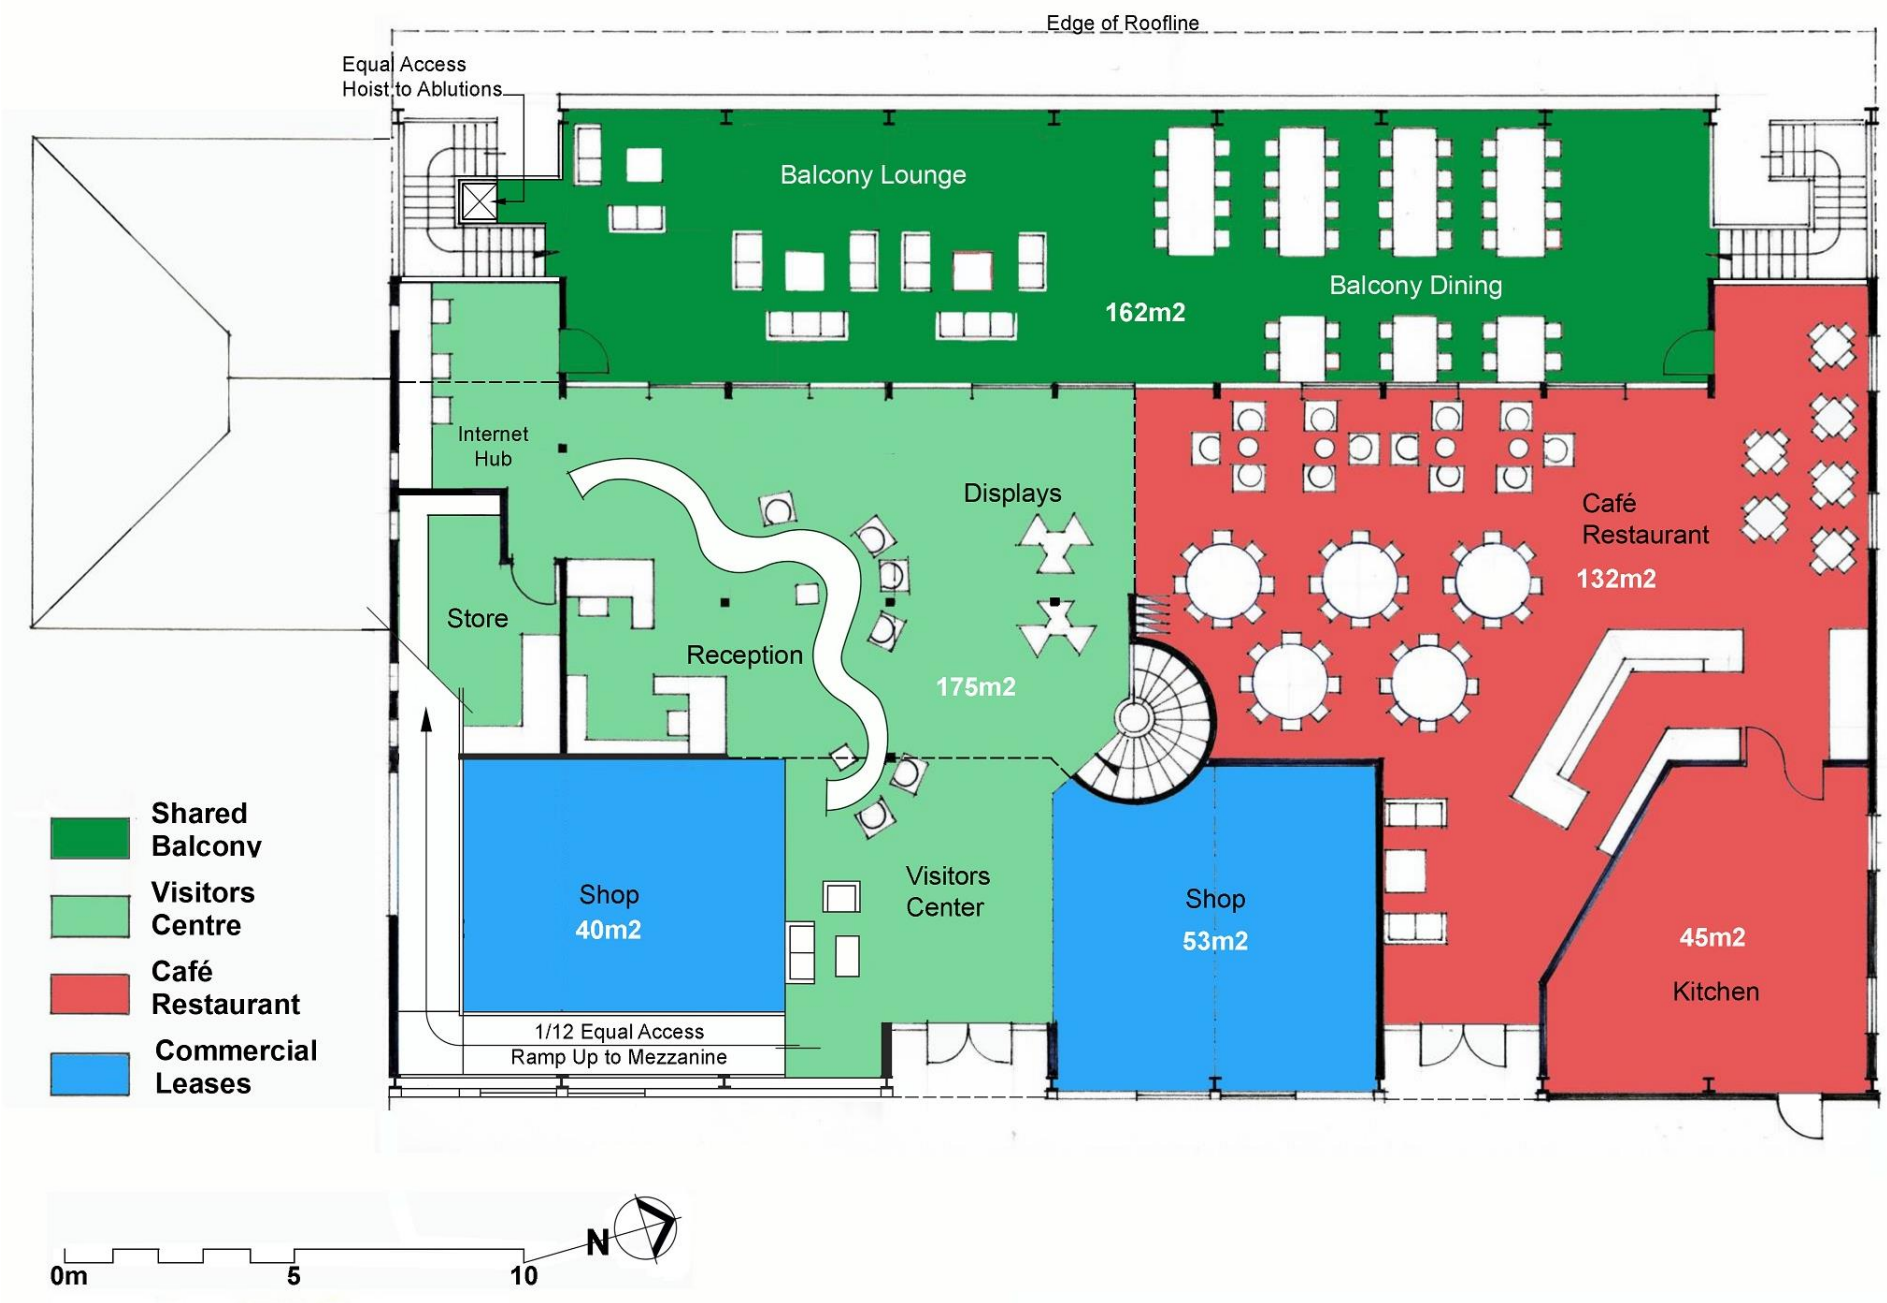 Edge of Roofline
Equal Access
Hoist to Ablutions
Balcony Lounge
Balcony Dining
162m2
Internet
Hub
Displays
Café
Restaurant
132m2
Store
Reception
175m2
Shared
Balcony
Visitors
Centre
Café
Restaurant
Commercial
Leases
Shop
40m2
Visitors
Center
Shop
53m2
45m2
Kitchen
1/12 Equal Access
Ramp Up to Mezzanine
N
0m
5
10